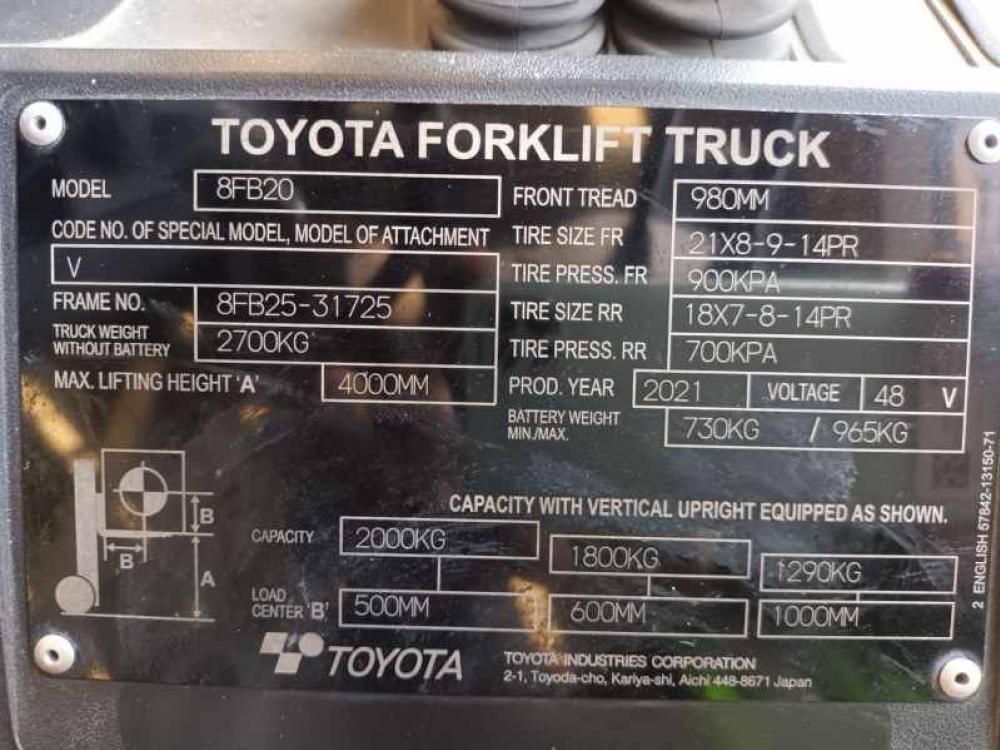 TOYOTA FORKLIFT TRUCK
MODEL 8FB20
CODE NO. OF SPECIAL MODEL, MODEL OF ATTACHMENT
V
FRAME NO. 8FB25-31725
TRUCK WEIGHT
WITHOUT BATTERY 2700KG
MAX. LIFTING HEIGHT 'A' 4000MM
FRONT TREAD 980MM
TIRE SIZE FR 21X8-9-14PR
TIRE PRESS. FR 900KPA
TIRE SIZE RR 18X7-8-14PR
TIRE PRESS. RR 700KPA
PROD. YEAR 2021 VOLTAGE 48 V
BATTERY WEIGHT
MIN./MAX. 730KG / 965KG
B
B
A
CAPACITY WITH VERTICAL UPRIGHT EQUIPPED AS SHOWN.
CAPACITY 2000KG 1800KG 1290KG
LOAD
CENTER 'B' 500MM 600MM 1000MM
TOYOTA
TOYOTA INDUSTRIES CORPORATION
2-1, Toyoda-cho, Kariya-shi, Aichi 448-8671 Japan
2 ENGLISH 57842-13150-71